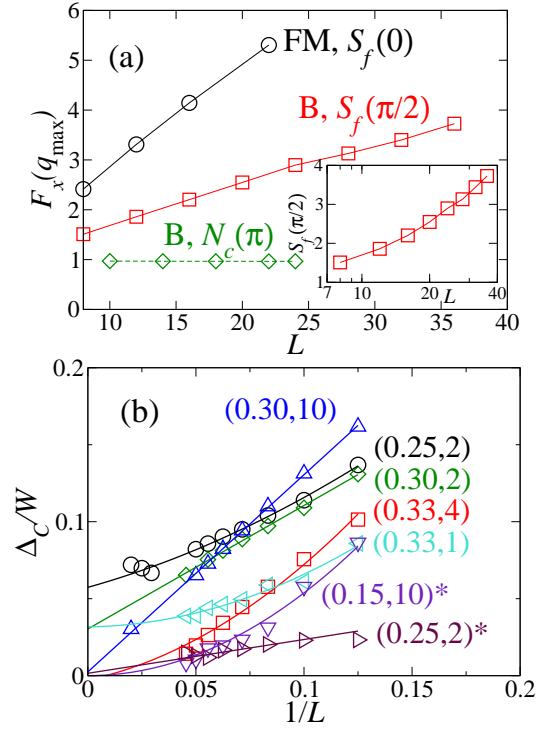 (a)
FM, S_f(0)
B, S_f(π/2)
B, N_c(π)
F_x(q_max)
6
5
4
3
2
1
0
10 15 20 25 30 35 40
L
S_f(π/2)
4
3
2
1
7 10 20 40
L
(b)
(0.30,10)
(0.25,2)
(0.30,2)
(0.33,4)
(0.33,1)
(0.15,10)*
(0.25,2)*
Δ_C/W
0.2
0.1
0
0 0.05 0.1 0.15 0.2
1/L